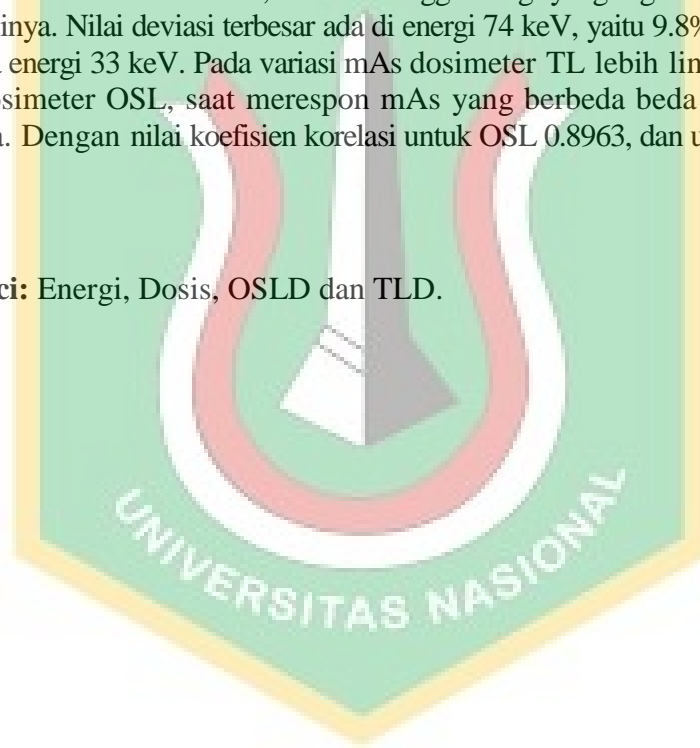 inya. Nilai deviasi terbesar ada di energi 74 keV, yaitu 9.8%
energi 33 keV. Pada variasi mAs dosimeter TL lebih lin
osimeter OSL, saat merespon mAs yang berbeda beda
a. Dengan nilai koefisien korelasi untuk OSL 0.8963, dan u
ci: Energi, Dosis, OSLD dan TLD.
UNIVERSITAS NASIONAL